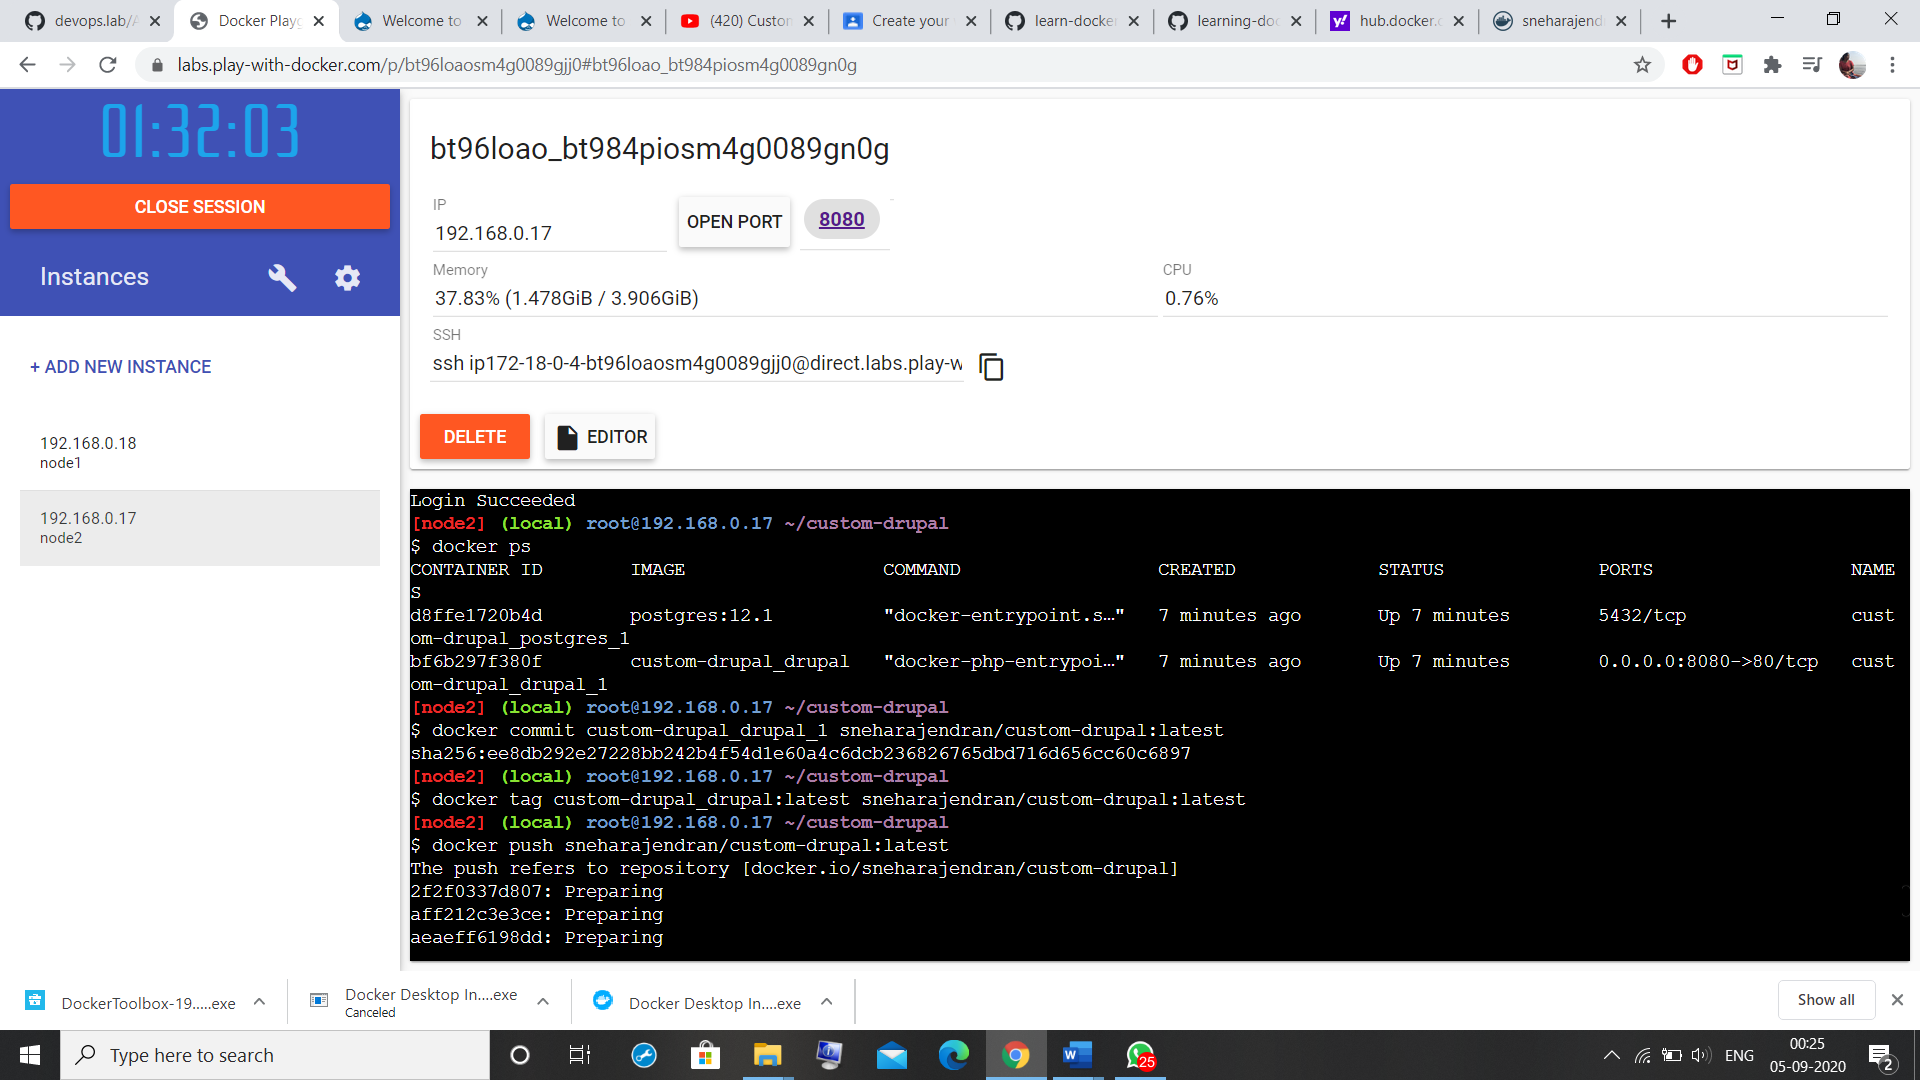 devops.lab/A
Docker Playg
Welcome to
Welcome to
(420) Custom
Create your
learn-docker
learning-doc
hub.docker.c
sneharajend
labs.play-with-docker.com/p/bt96loaosm4g0089gjj0#bt96loao_bt984piosm4g0089gn0g
01:32:03
CLOSE SESSION
Instances
+ ADD NEW INSTANCE
192.168.0.18
node1
192.168.0.17
node2
bt96loao_bt984piosm4g0089gn0g
IP
192.168.0.17
OPEN PORT
8080
Memory
37.83% (1.478GiB / 3.906GiB)
CPU
0.76%
SSH
ssh ip172-18-0-4-bt96loaosm4g0089gjj0@direct.labs.play-w
DELETE
EDITOR
Login Succeeded
[node2] (local) root@192.168.0.17 ~/custom-drupal
$ docker ps
CONTAINER ID IMAGE COMMAND CREATED STATUS PORTS NAME
S
d8ffe1720b4d postgres:12.1 "docker-entrypoint.s…" 7 minutes ago Up 7 minutes 5432/tcp cust
om-drupal_postgres_1
bf6b297f380f custom-drupal_drupal "docker-php-entrypoi…" 7 minutes ago Up 7 minutes 0.0.0.0:8080->80/tcp cust
om-drupal_drupal_1
[node2] (local) root@192.168.0.17 ~/custom-drupal
$ docker commit custom-drupal_drupal_1 sneharajendran/custom-drupal:latest
sha256:ee8db292e27228bb242b4f54d1e60a4c6dcb236826765dbd716d656cc60c6897
[node2] (local) root@192.168.0.17 ~/custom-drupal
$ docker tag custom-drupal_drupal:latest sneharajendran/custom-drupal:latest
[node2] (local) root@192.168.0.17 ~/custom-drupal
$ docker push sneharajendran/custom-drupal:latest
The push refers to repository [docker.io/sneharajendran/custom-drupal]
2f2f0337d807: Preparing
aff212c3e3ce: Preparing
aeaeff6198dd: Preparing
DockerToolbox-19.....exe
Docker Desktop In....exe
Canceled
Docker Desktop In....exe
Show all
Type here to search
25
ENG
00:25
05-09-2020
2